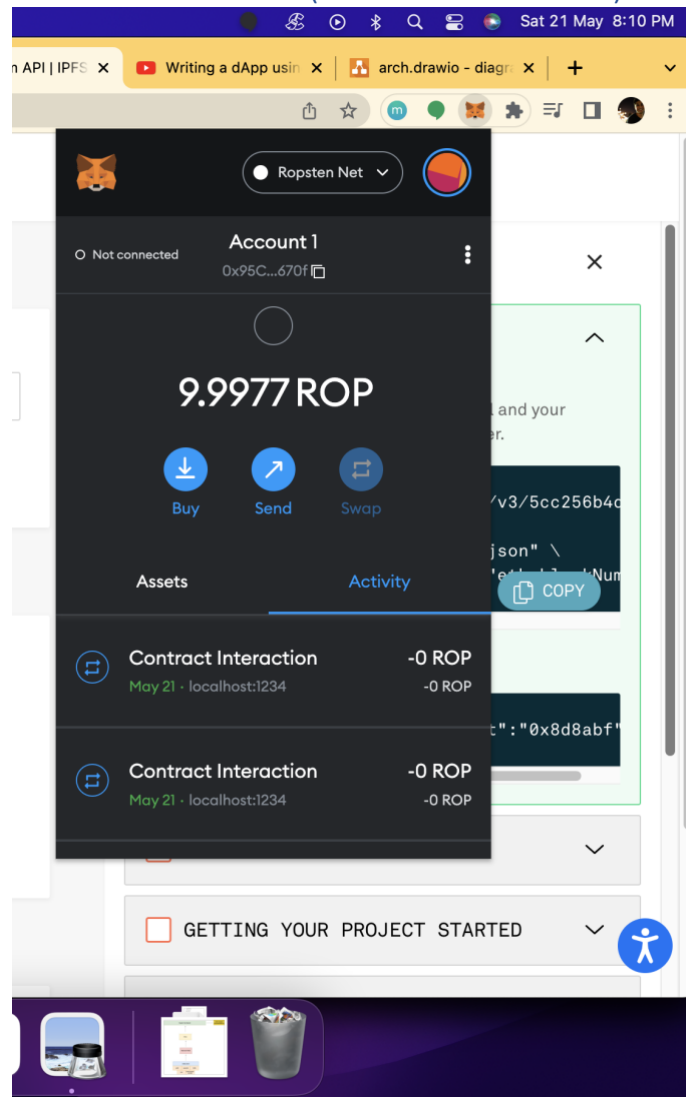 Sat 21 May 8:10 PM
n API | IPFS
Writing a dApp usin
arch.drawio - diagr
m
Ropsten Net
Not connected
Account 1
0x95C...670f
9.9977 ROP
Buy
Send
Swap
and your
er.
/v3/5cc256b4c
json" \
Num
COPY
Assets
Activity
Contract Interaction
-0 ROP
May 21 · localhost:1234
-0 ROP
t":"0x8d8abf"
Contract Interaction
-0 ROP
May 21 · localhost:1234
-0 ROP
GETTING YOUR PROJECT STARTED